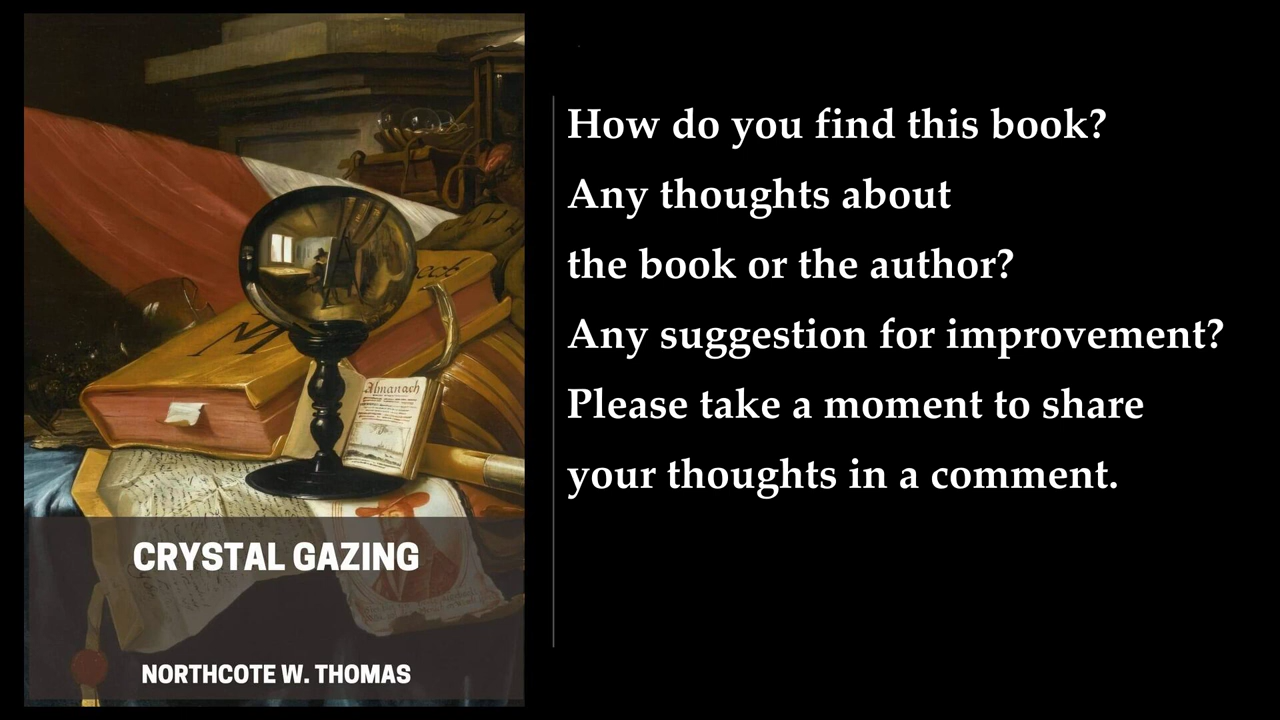 How do you find this book?
Any thoughts about
the book or the author?
Any suggestion for improvement?
Please take a moment to share
your thoughts in a comment.
Almanach
M
CRYSTAL GAZING
NORTHCOTE W. THOMAS